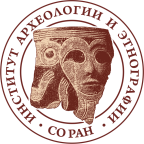 ИНСТИТУТ АРХЕОЛОГИИ И ЭТНОГРАФИИ
СО РАН